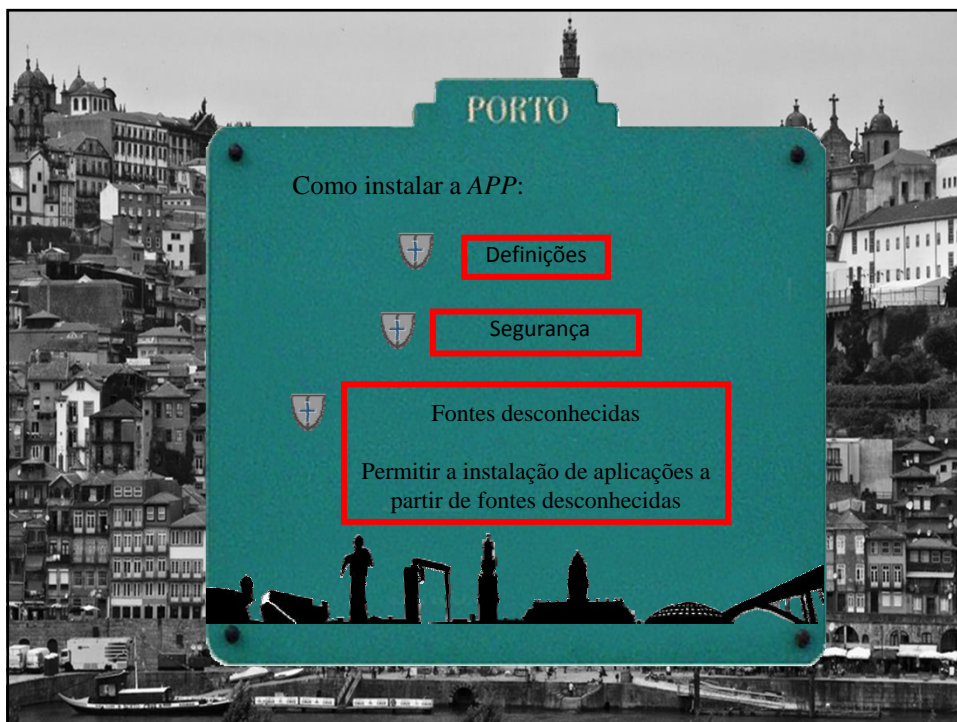 PORTO
Como instalar a APP:
Definições
Segurança
Fontes desconhecidas
Permitir a instalação de aplicações a
partir de fontes desconhecidas